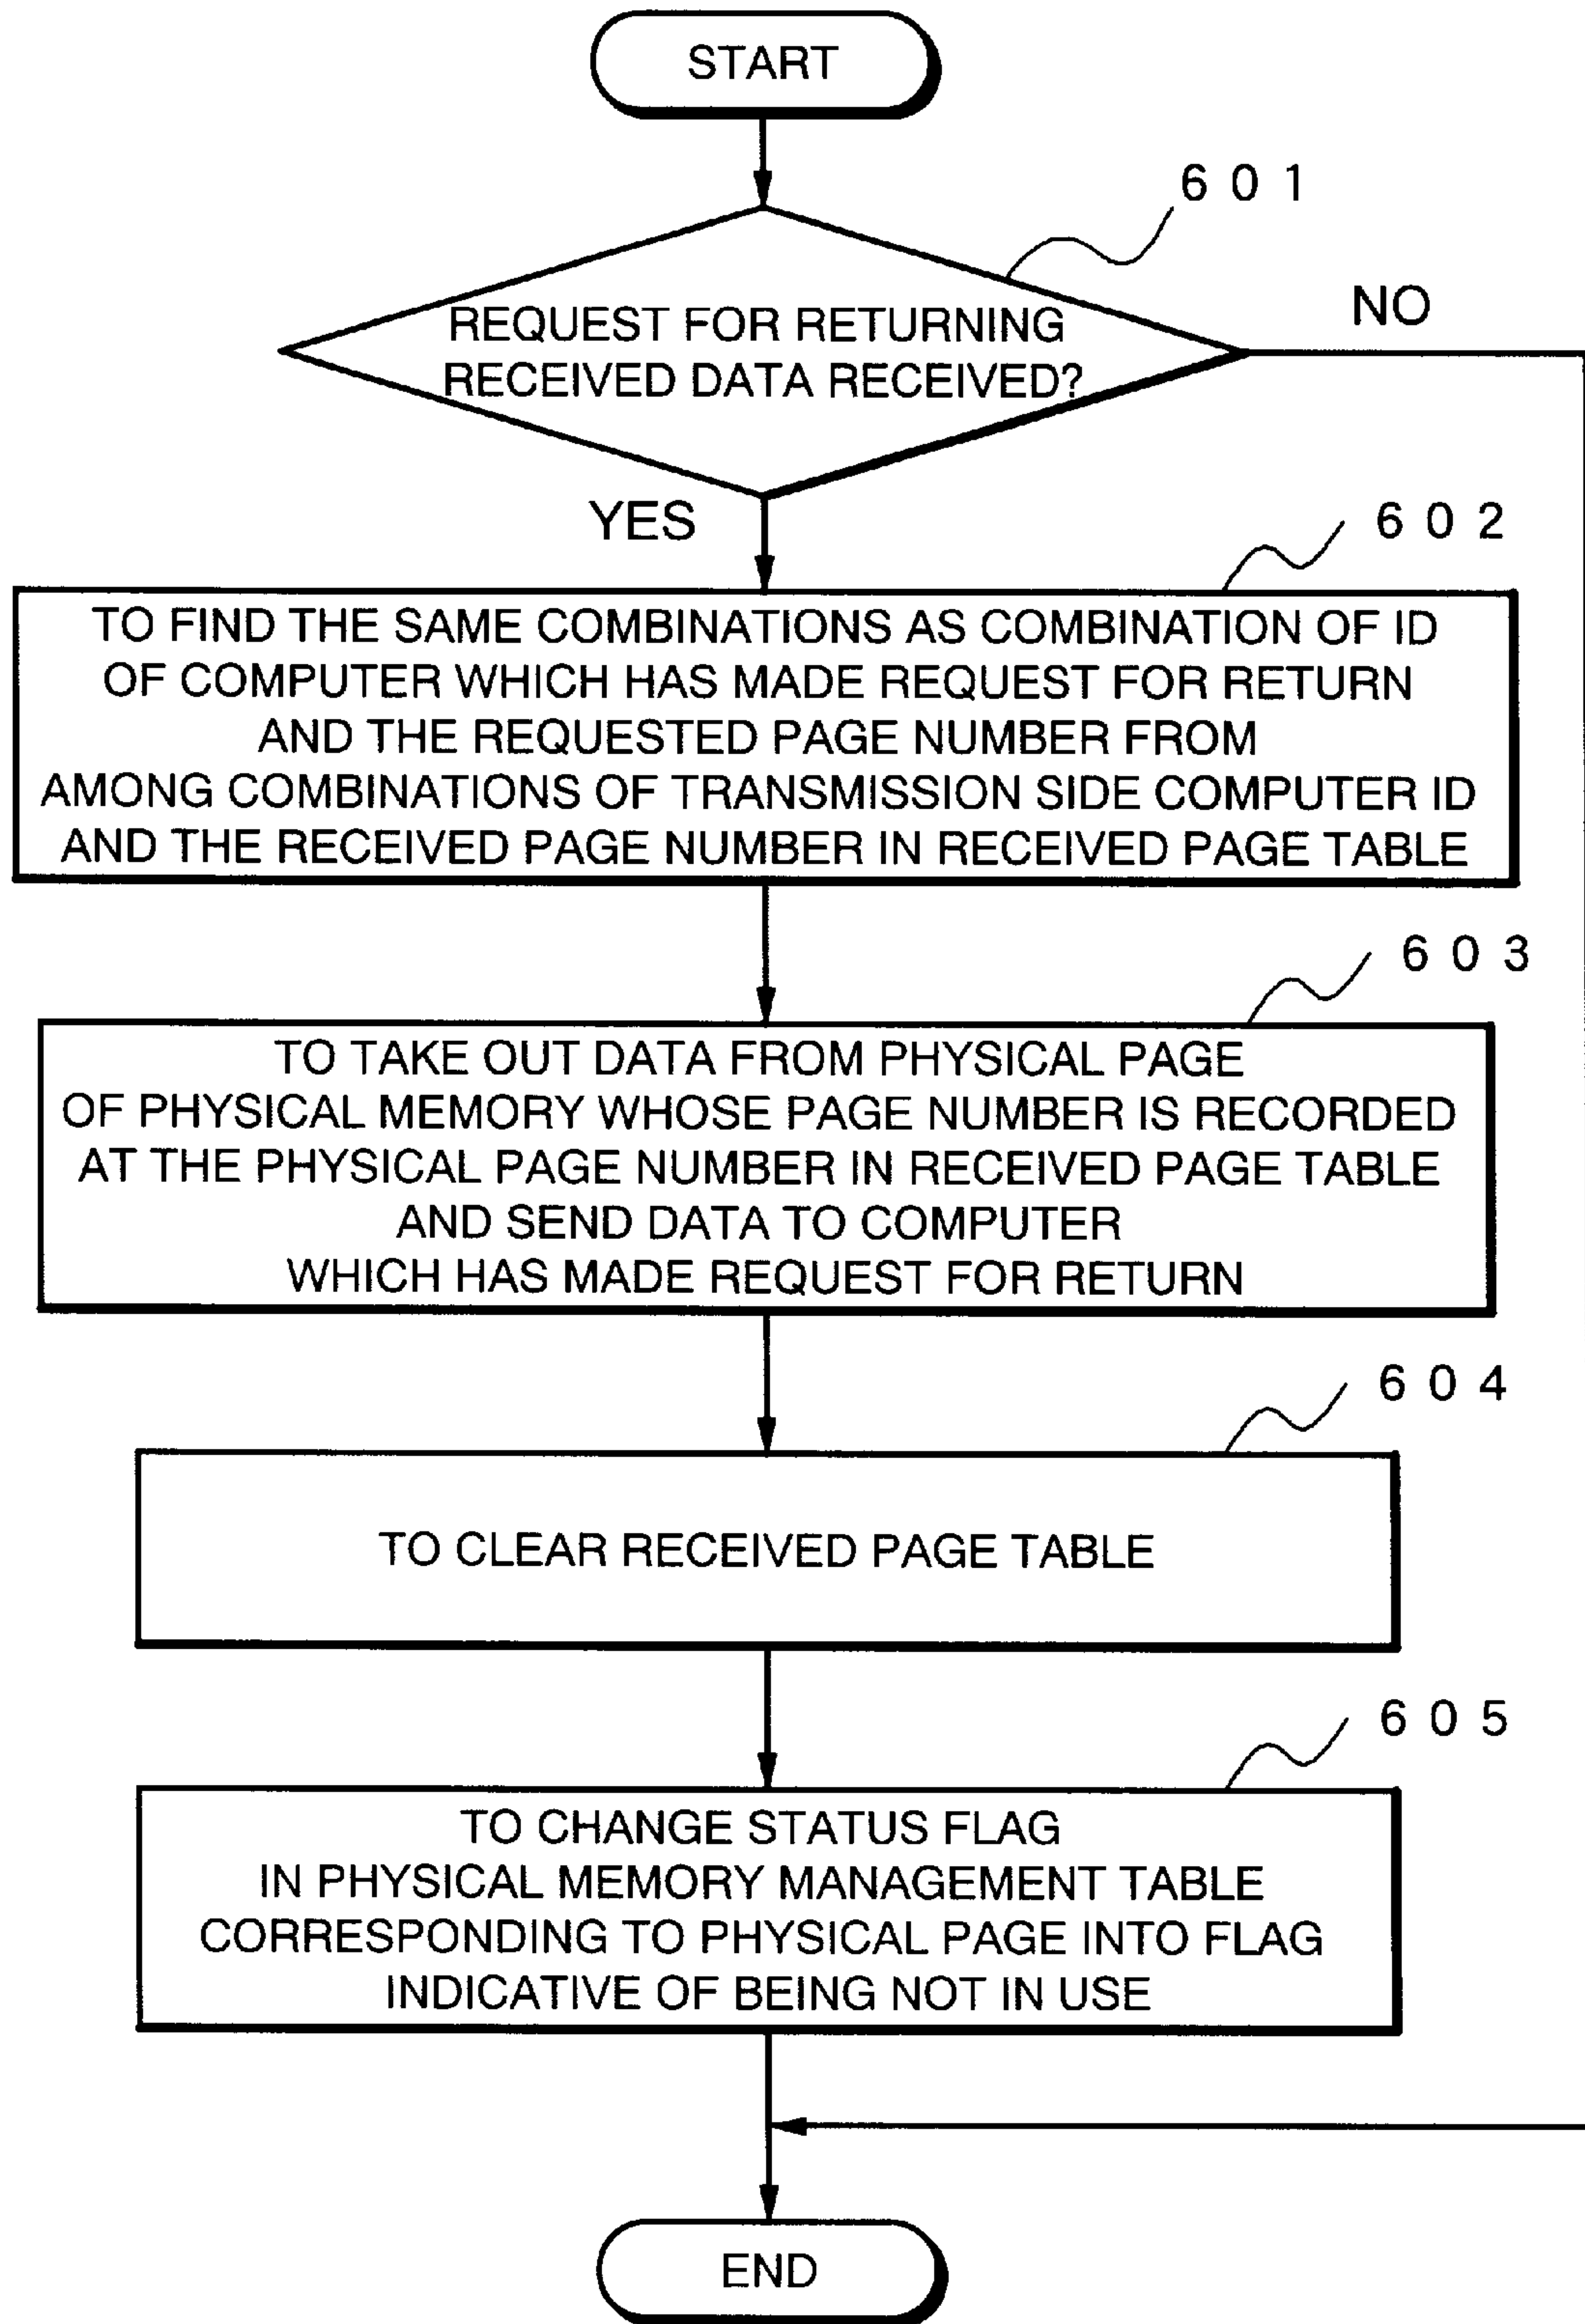 START
6 0 1
REQUEST FOR RETURNING
RECEIVED DATA RECEIVED?
NO
YES
6 0 2
TO FIND THE SAME COMBINATIONS AS COMBINATION OF ID
OF COMPUTER WHICH HAS MADE REQUEST FOR RETURN
AND THE REQUESTED PAGE NUMBER FROM
AMONG COMBINATIONS OF TRANSMISSION SIDE COMPUTER ID
AND THE RECEIVED PAGE NUMBER IN RECEIVED PAGE TABLE
6 0 3
TO TAKE OUT DATA FROM PHYSICAL PAGE
OF PHYSICAL MEMORY WHOSE PAGE NUMBER IS RECORDED
AT THE PHYSICAL PAGE NUMBER IN RECEIVED PAGE TABLE
AND SEND DATA TO COMPUTER
WHICH HAS MADE REQUEST FOR RETURN
6 0 4
TO CLEAR RECEIVED PAGE TABLE
6 0 5
TO CHANGE STATUS FLAG
IN PHYSICAL MEMORY MANAGEMENT TABLE
CORRESPONDING TO PHYSICAL PAGE INTO FLAG
INDICATIVE OF BEING NOT IN USE
END